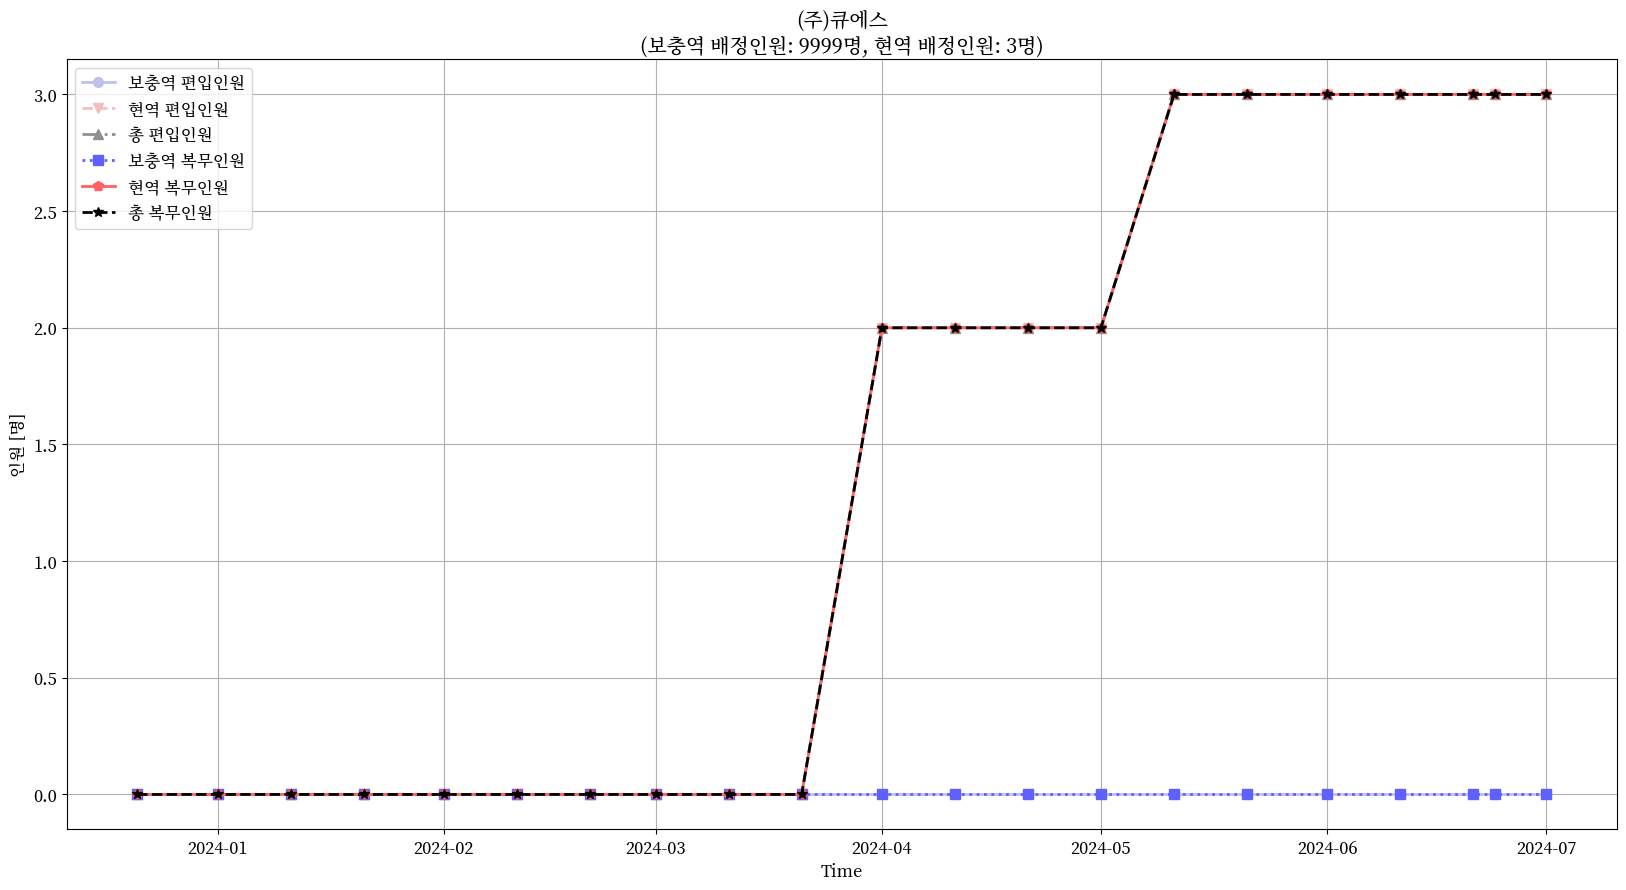 (주)큐에스
(보충역 배정인원: 9999명, 현역 배정인원: 3명)
보충역 편입인원
현역 편입인원
총 편입인원
보충역 복무인원
현역 복무인원
총 복무인원
3.0
2.5
2.0
1.5
1.0
0.5
0.0
인원 [명]
2024-01 2024-02 2024-03 2024-04 2024-05 2024-06 2024-07
Time